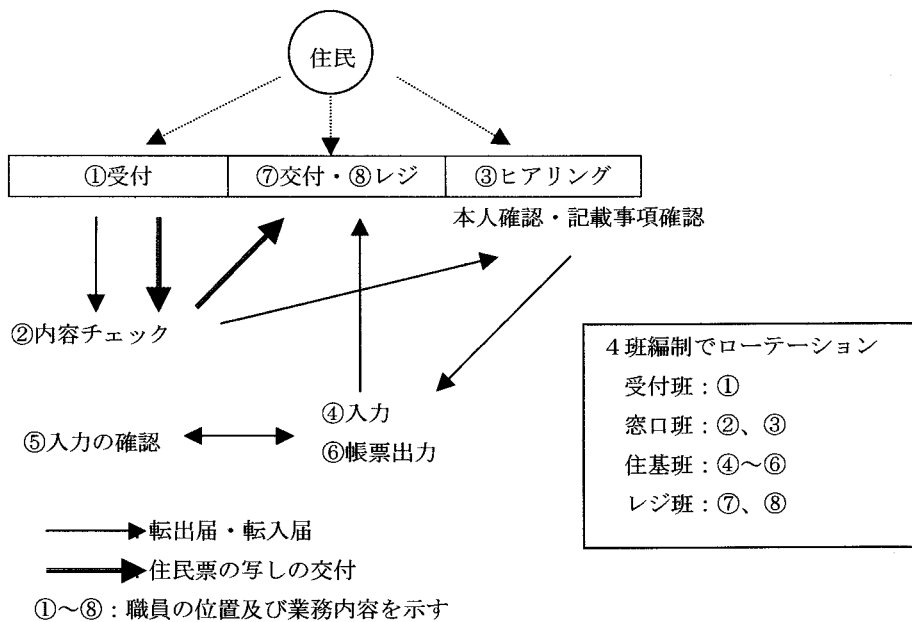 住民
①受付
⑦交付・⑧レジ
③ヒアリング
本人確認・記載事項確認
②内容チェック
④入力
⑤入力の確認
⑥帳票出力
４班編制でローテーション
受付班：①
窓口班：②、③
住基班：④～⑥
レジ班：⑦、⑧
転出届・転入届
住民票の写しの交付
①～⑧：職員の位置及び業務内容を示す